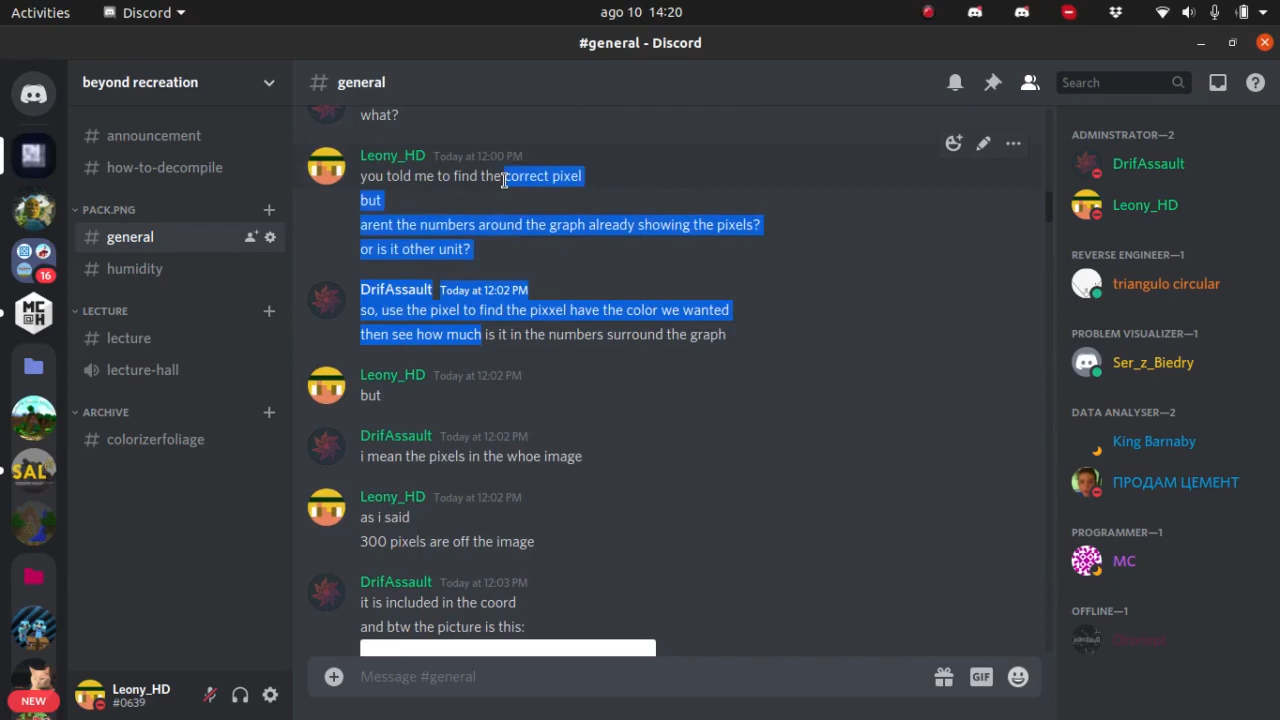 Activities
Discord
ago 10 14:20
#general - Discord
beyond recreation
# general
Search
# announcement
# how-to-decompile
PACK.PNG
# general
# humidity
LECTURE
# lecture
lecture-hall
ARCHIVE
# colorizerfoliage
16
MC
@H
SAL
NEW
Leony_HD
#0639
what?
Leony_HD Today at 12:00 PM
you told me to find the correct pixel
but
arent the numbers around the graph already showing the pixels?
or is it other unit?
DrifAssault Today at 12:02 PM
so, use the pixel to find the pixxel have the color we wanted
then see how much is it in the numbers surround the graph
Leony_HD Today at 12:02 PM
but
DrifAssault Today at 12:02 PM
i mean the pixels in the whoe image
Leony_HD Today at 12:02 PM
as i said
300 pixels are off the image
DrifAssault Today at 12:03 PM
it is included in the coord
and btw the picture is this:
Message #general
GIF
ADMINSTRATOR—2
DrifAssault
Leony_HD
REVERSE ENGINEER—1
triangulo circular
PROBLEM VISUALIZER—1
Ser_z_Biedry
DATA ANALYSER—2
King Barnaby
ПРОДАМ ЦЕМЕНТ
PROGRAMMER—1
MC
OFFLINE—1